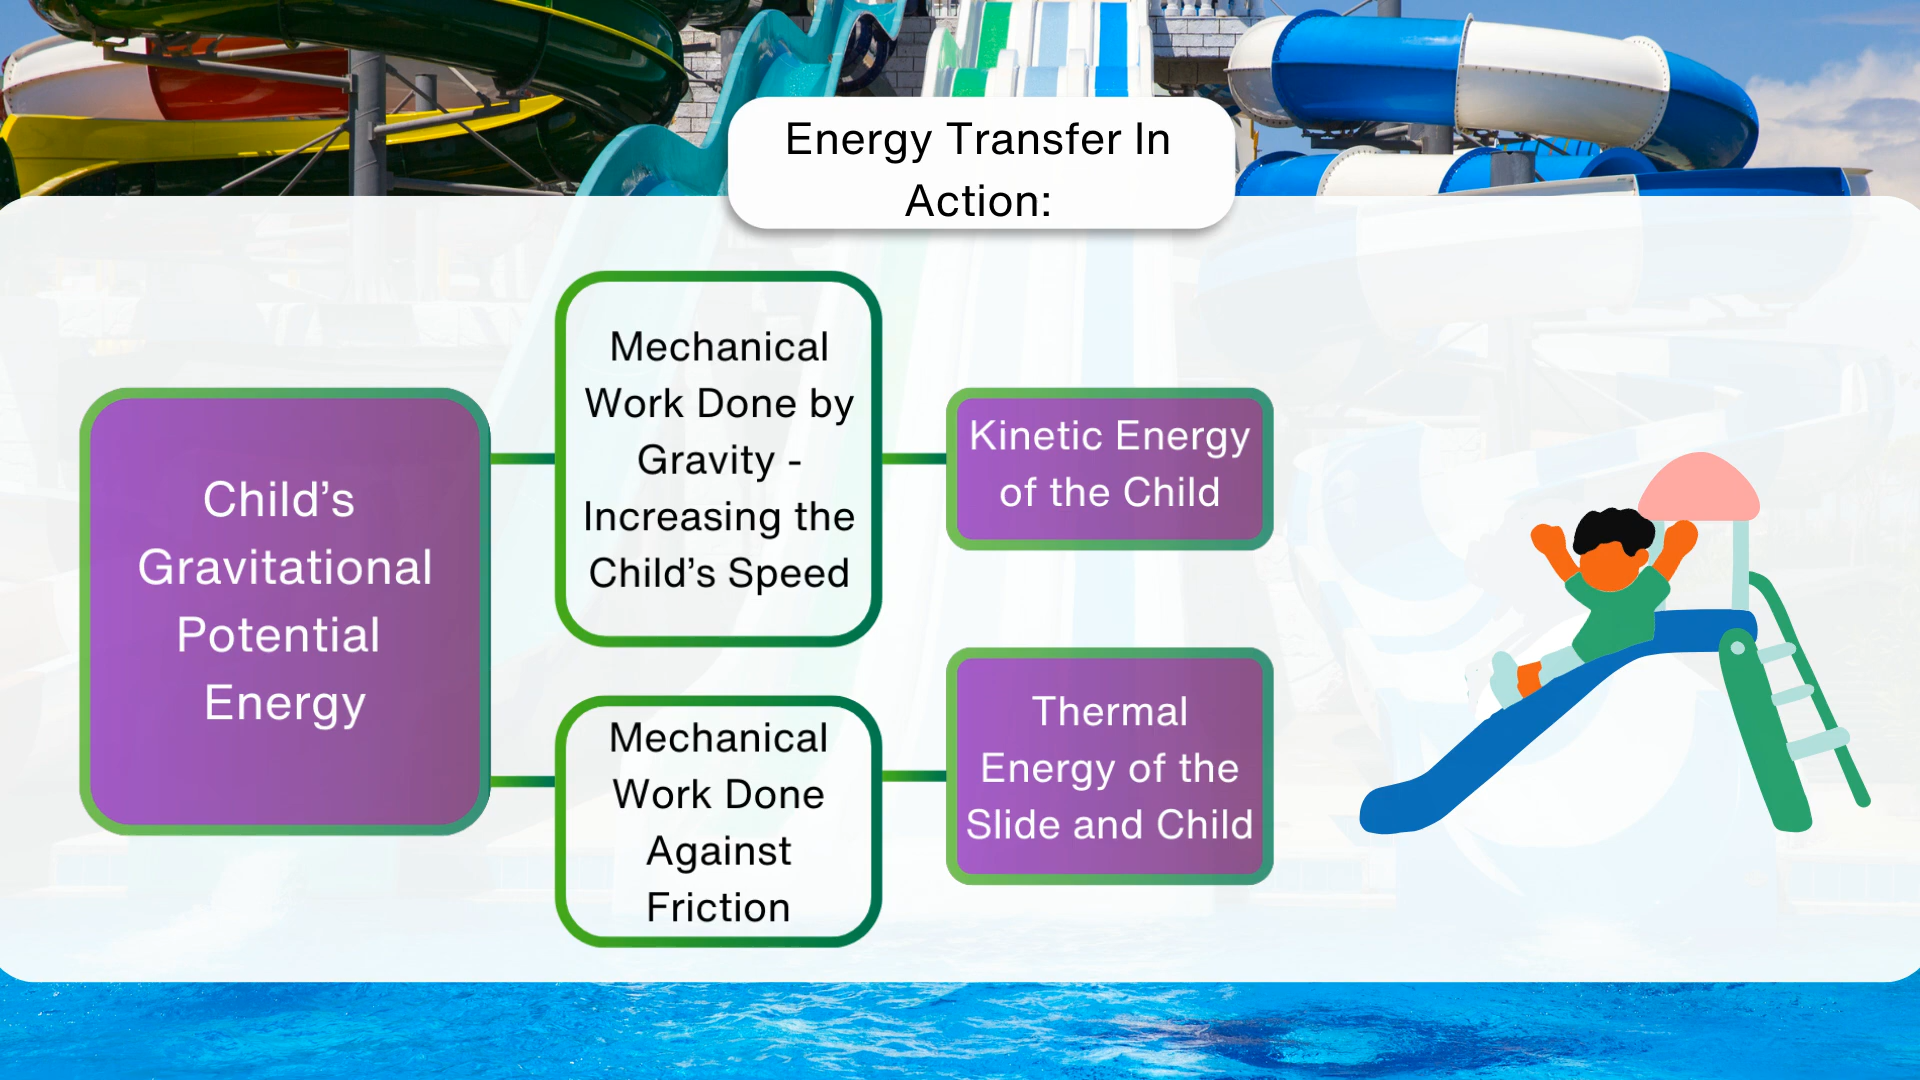 Energy Transfer In
Action:
Child’s
Gravitational
Potential
Energy
Mechanical
Work Done by
Gravity -
Increasing the
Child’s Speed
Kinetic Energy
of the Child
Mechanical
Work Done
Against
Friction
Thermal
Energy of the
Slide and Child